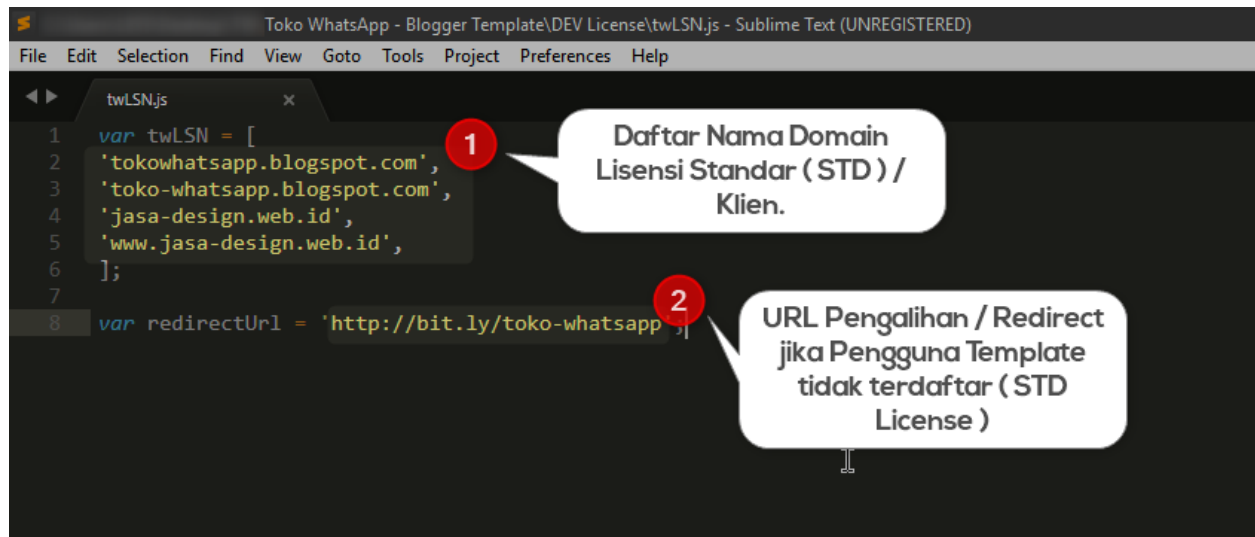 Toko WhatsApp - Blogger Template\DEV License\twLSN.js - Sublime Text (UNREGISTERED)
File Edit Selection Find View Goto Tools Project Preferences Help
twLSN.js ×
1 var twLSN = [
2 'tokowhatsapp.blogspot.com',
3 'toko-whatsapp.blogspot.com',
4 'jasa-design.web.id',
5 'www.jasa-design.web.id',
6 ];
7
8 var redirectUrl = 'http://bit.ly/toko-whatsapp';
1
Daftar Nama Domain
Lisensi Standar ( STD ) /
Klien.
2
URL Pengalihan / Redirect
jika Pengguna Template
tidak terdaftar ( STD
License )